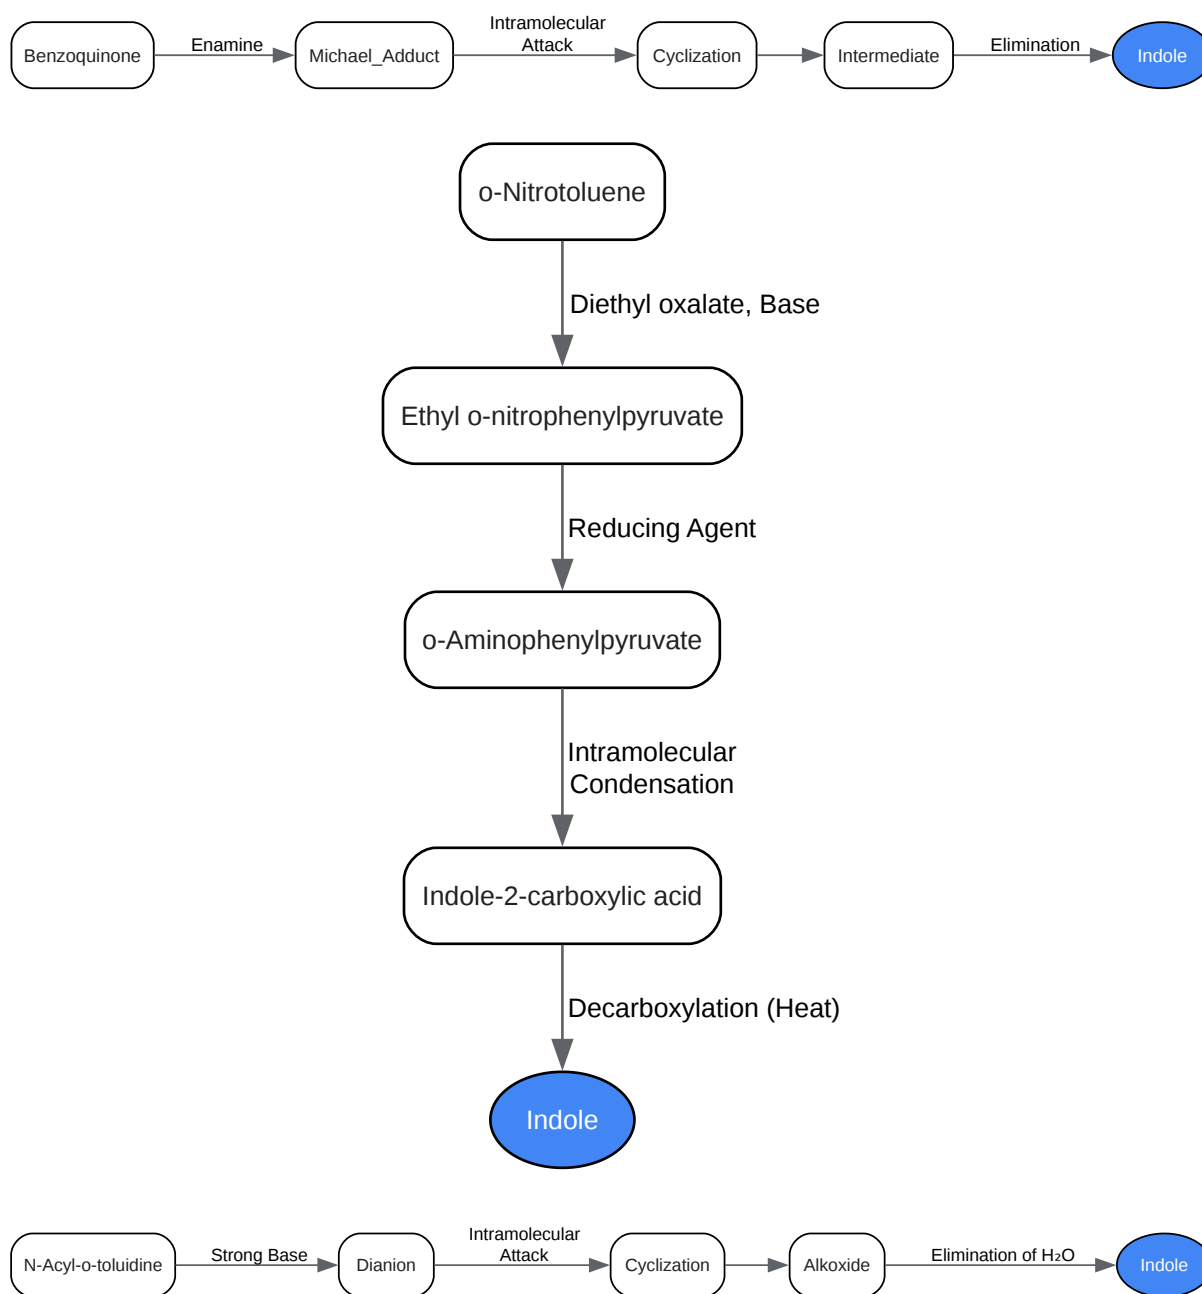 Benzoquinone
Enamine
Michael_Adduct
Intramolecular
Attack
Cyclization
Intermediate
Elimination
Indole
o-Nitrotoluene
Diethyl oxalate, Base
Ethyl o-nitrophenylpyruvate
Reducing Agent
o-Aminophenylpyruvate
Intramolecular
Condensation
Indole-2-carboxylic acid
Decarboxylation (Heat)
Indole
N-Acyl-o-toluidine
Strong Base
Dianion
Intramolecular
Attack
Cyclization
Alkoxide
Elimination of H₂O
Indole